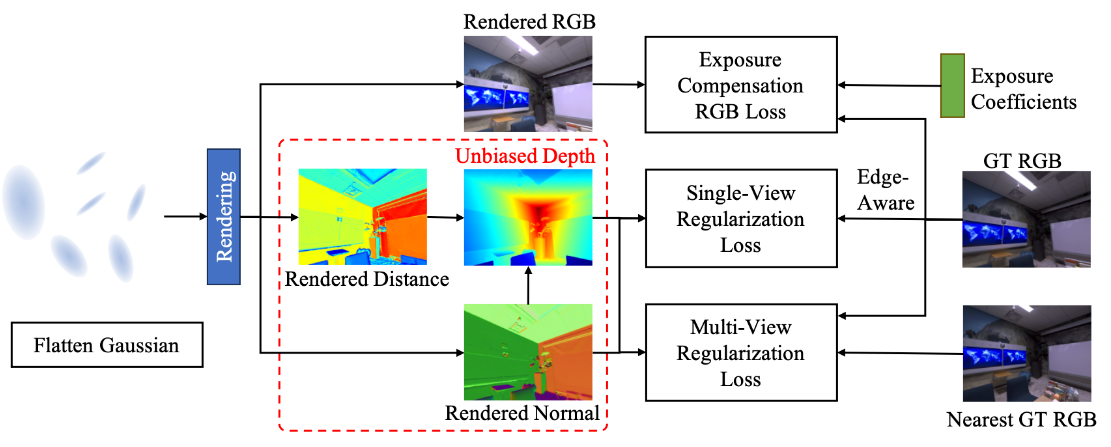 Rendered RGB
Exposure
Compensation
RGB Loss
Exposure
Coefficients
Unbiased Depth
GT RGB
Rendering
Single-View
Regularization
Loss
Edge-
Aware
Rendered Distance
Flatten Gaussian
Multi-View
Regularization
Loss
Rendered Normal
Nearest GT RGB